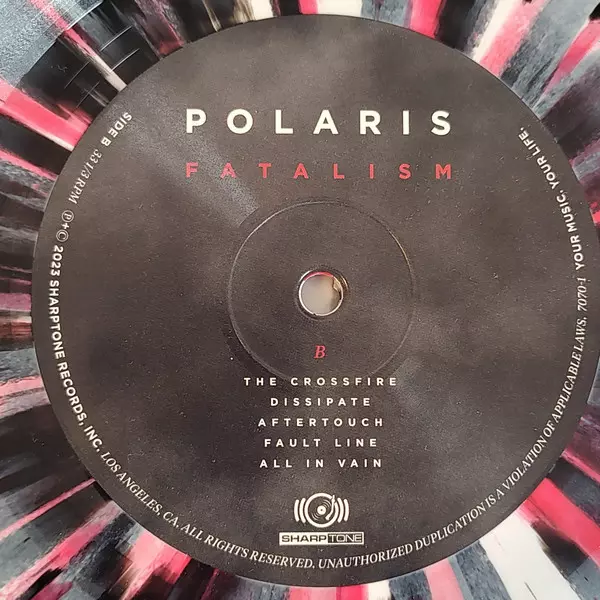 POLARIS
FATALISM
B
THE CROSSFIRE
DISSIPATE
AFTERTOUCH
FAULT LINE
ALL IN VAIN
SHARPTONE
SIDE B 33 1/3 RPM ℗+© 2023 SHARPTONE RECORDS, INC. LOS ANGELES, CA. ALL RIGHTS RESERVED. UNAUTHORIZED DUPLICATION IS A VIOLATION OF APPLICABLE LAWS. 7070-1 YOUR MUSIC. YOUR LIFE.